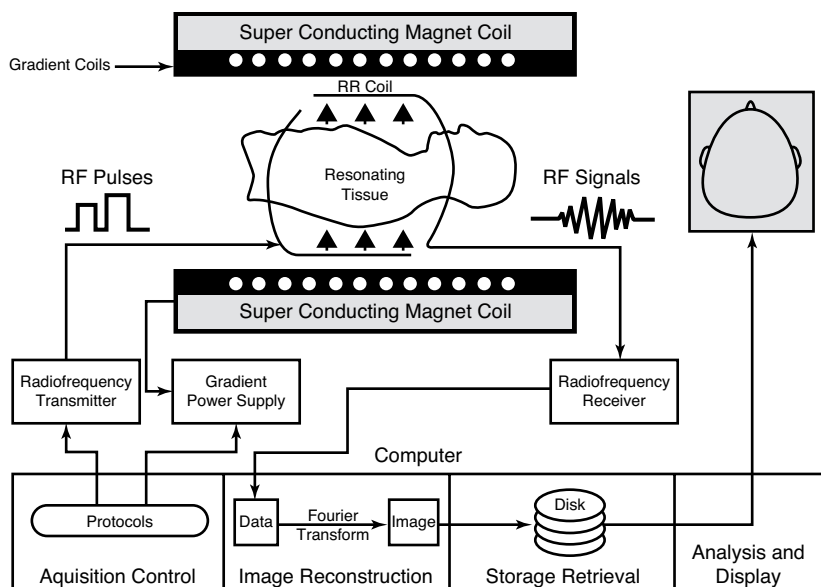 Super Conducting Magnet Coil
Gradient Coils
RR Coil
RF Pulses
Resonating
Tissue
RF Signals
Super Conducting Magnet Coil
Radiofrequency
Transmitter
Gradient
Power Supply
Radiofrequency
Receiver
Computer
Protocols
Data
Fourier
Transform
Image
Disk
Aquisition Control
Image Reconstruction
Storage Retrieval
Analysis and
Display